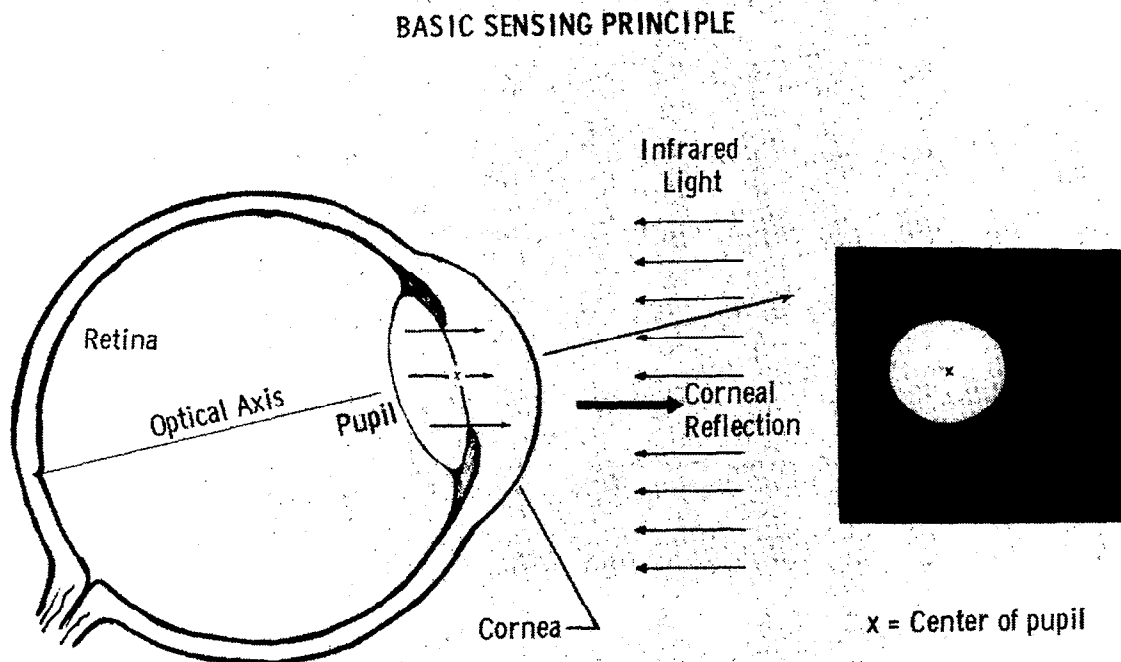 BASIC SENSING PRINCIPLE
Infrared
Light
Retina
Optical Axis
Pupil
x
Corneal
Reflection
x
Cornea
x = Center of pupil